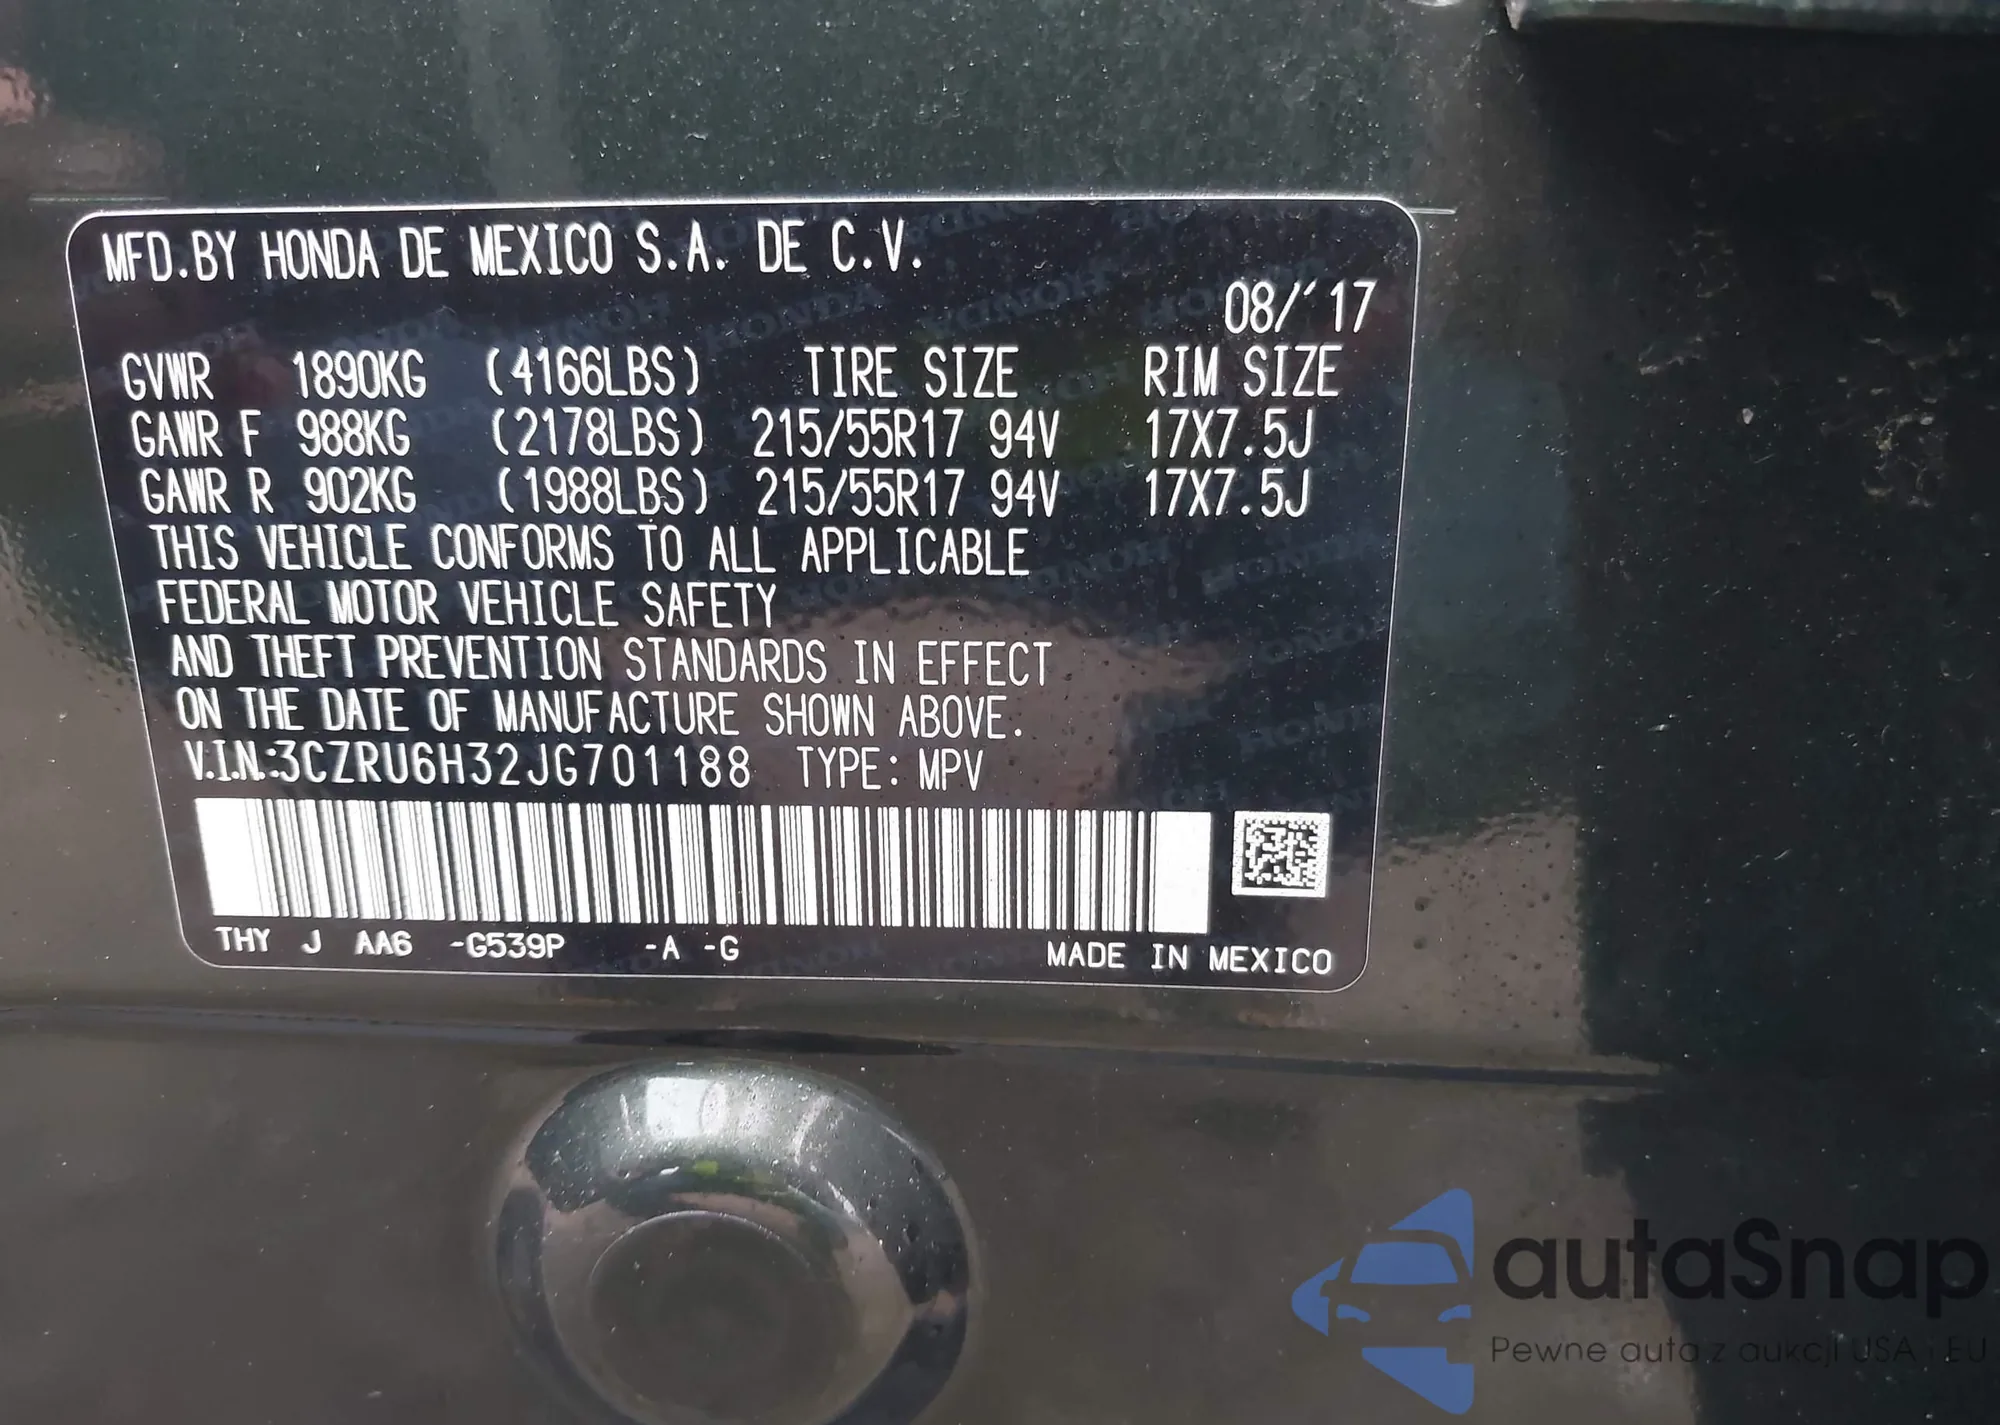 MFD.BY HONDA DE MEXICO S.A. DE C.V.
08/'17
GVWR 1890KG (4166LBS) TIRE SIZE RIM SIZE
GAWR F 988KG (2178LBS) 215/55R17 94V 17X7.5J
GAWR R 902KG (1988LBS) 215/55R17 94V 17X7.5J
THIS VEHICLE CONFORMS TO ALL APPLICABLE
FEDERAL MOTOR VEHICLE SAFETY
AND THEFT PREVENTION STANDARDS IN EFFECT
ON THE DATE OF MANUFACTURE SHOWN ABOVE.
V.I.N.:3CZRU6H32JG701188 TYPE: MPV
THY J AA6 -G539P -A -G MADE IN MEXICO
autaSnap
Pewne auta z aukcji USA i EU